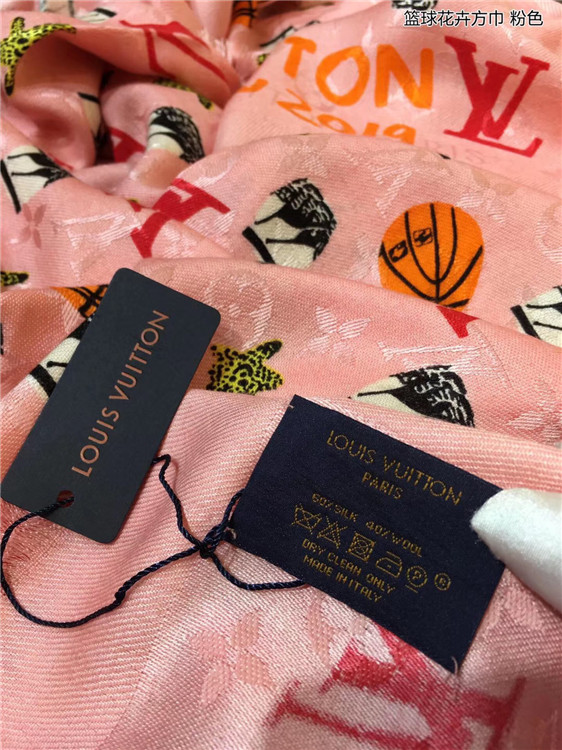 篮球花卉方巾 粉色
TON LV
2019
LOUIS VUITTON
LOUIS VUITTON
PARIS
60%SILK 40%WOOL
DRY CLEAN ONLY
MADE IN ITALY